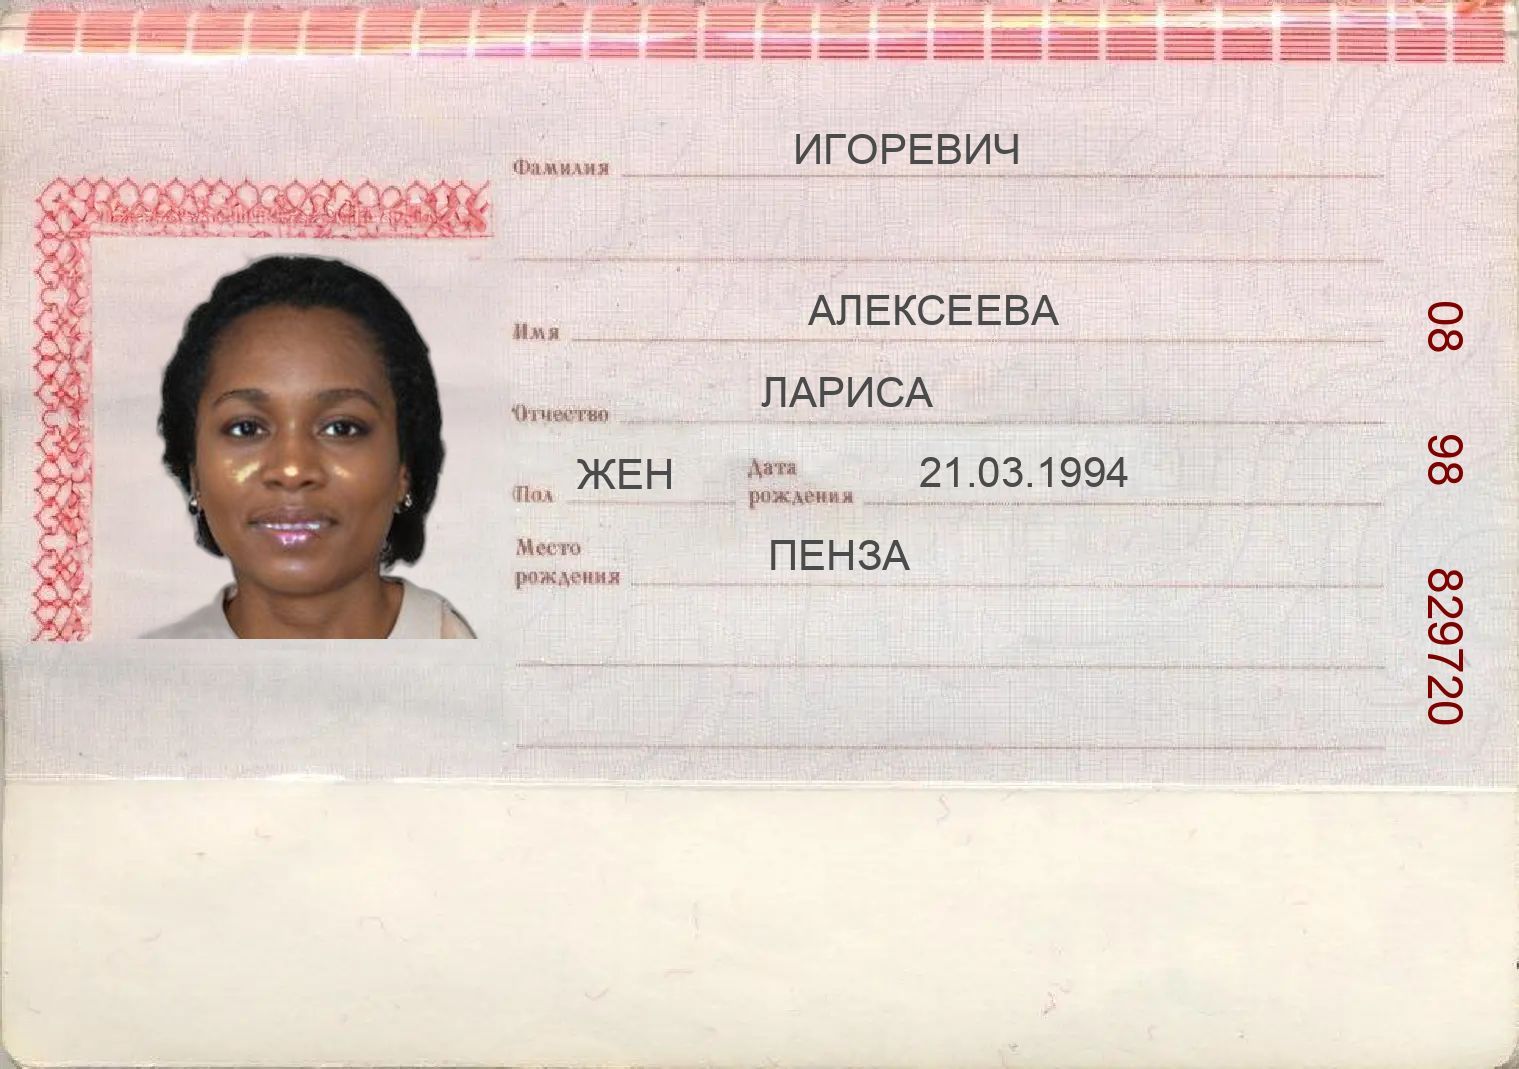 Фамилия ИГОРЕВИЧ
Имя АЛЕКСЕЕВА
Отчество ЛАРИСА
Пол ЖЕН Дата рождения 21.03.1994
Место рождения ПЕНЗА
08 98 829720